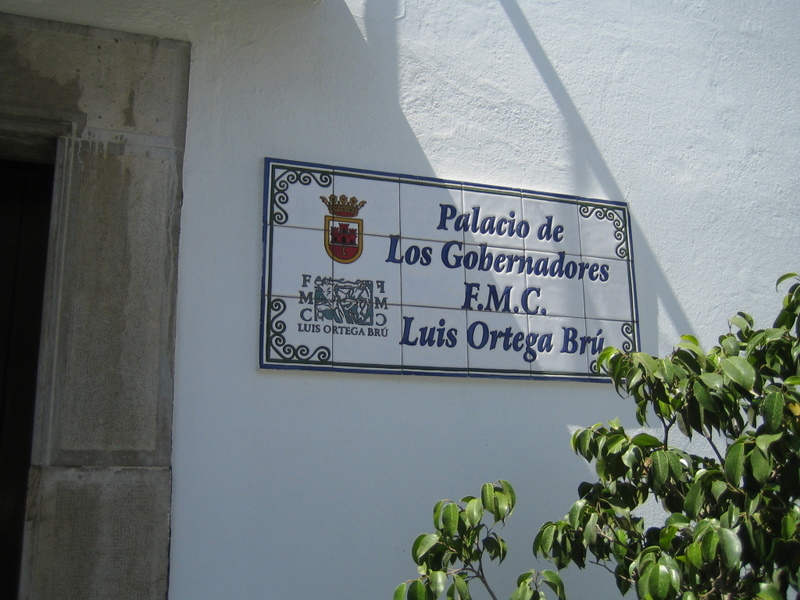 Palacio de
Los Gobernadores
F.M.C.
Luis Ortega Brú
F
M
C
F
M
C
LUIS ORTEGA BRÚ